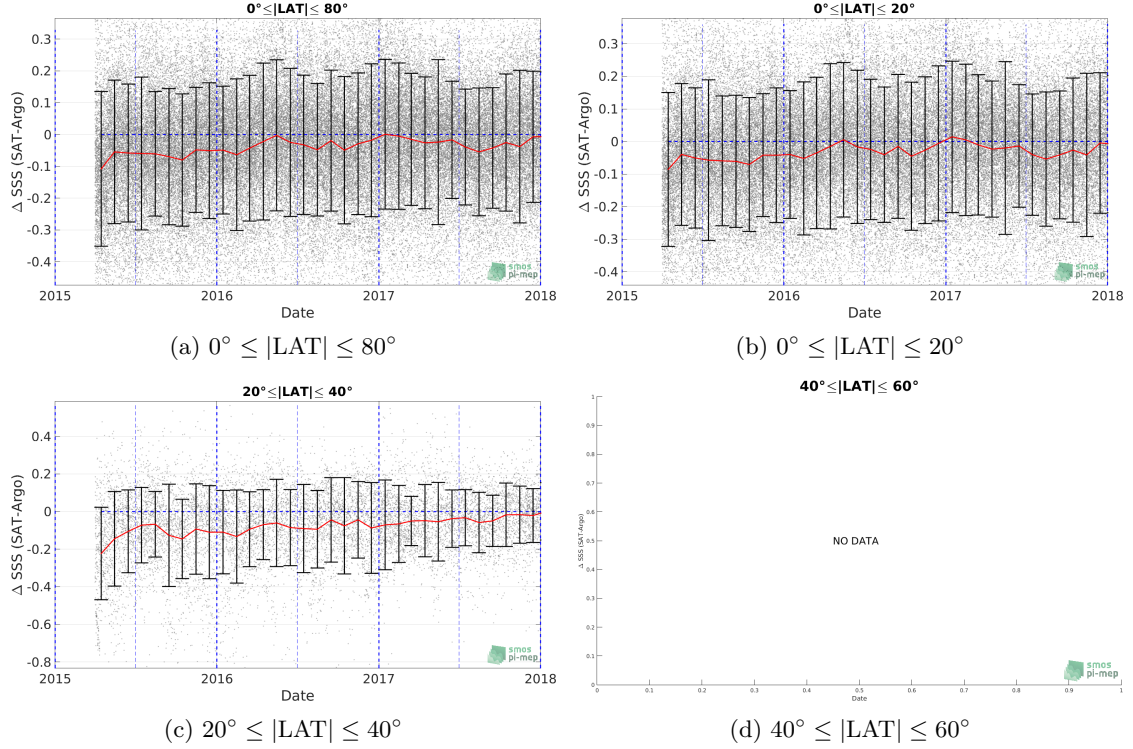 0°≤|LAT|≤ 80°
Δ SSS (SAT-Argo)
0.3
0.2
0.1
0
-0.1
-0.2
-0.3
-0.4
2015
2016
2017
2018
Date
smos
pi-mep
(a) 0° ≤ |LAT| ≤ 80°
0°≤|LAT|≤ 20°
Δ SSS (SAT-Argo)
0.3
0.2
0.1
0
-0.1
-0.2
-0.3
-0.4
2015
2016
2017
2018
Date
smos
pi-mep
(b) 0° ≤ |LAT| ≤ 20°
20°≤|LAT|≤ 40°
Δ SSS (SAT-Argo)
0.4
0.2
0
-0.2
-0.4
-0.6
-0.8
2015
2016
2017
2018
Date
smos
pi-mep
(c) 20° ≤ |LAT| ≤ 40°
40°≤|LAT|≤ 60°
Δ SSS (SAT-Argo)
1
0.9
0.8
0.7
0.6
0.5
0.4
0.3
0.2
0.1
0
NO DATA
0
0.1
0.2
0.3
0.4
0.5
0.6
0.7
0.8
0.9
1
Date
smos
pi-mep
(d) 40° ≤ |LAT| ≤ 60°